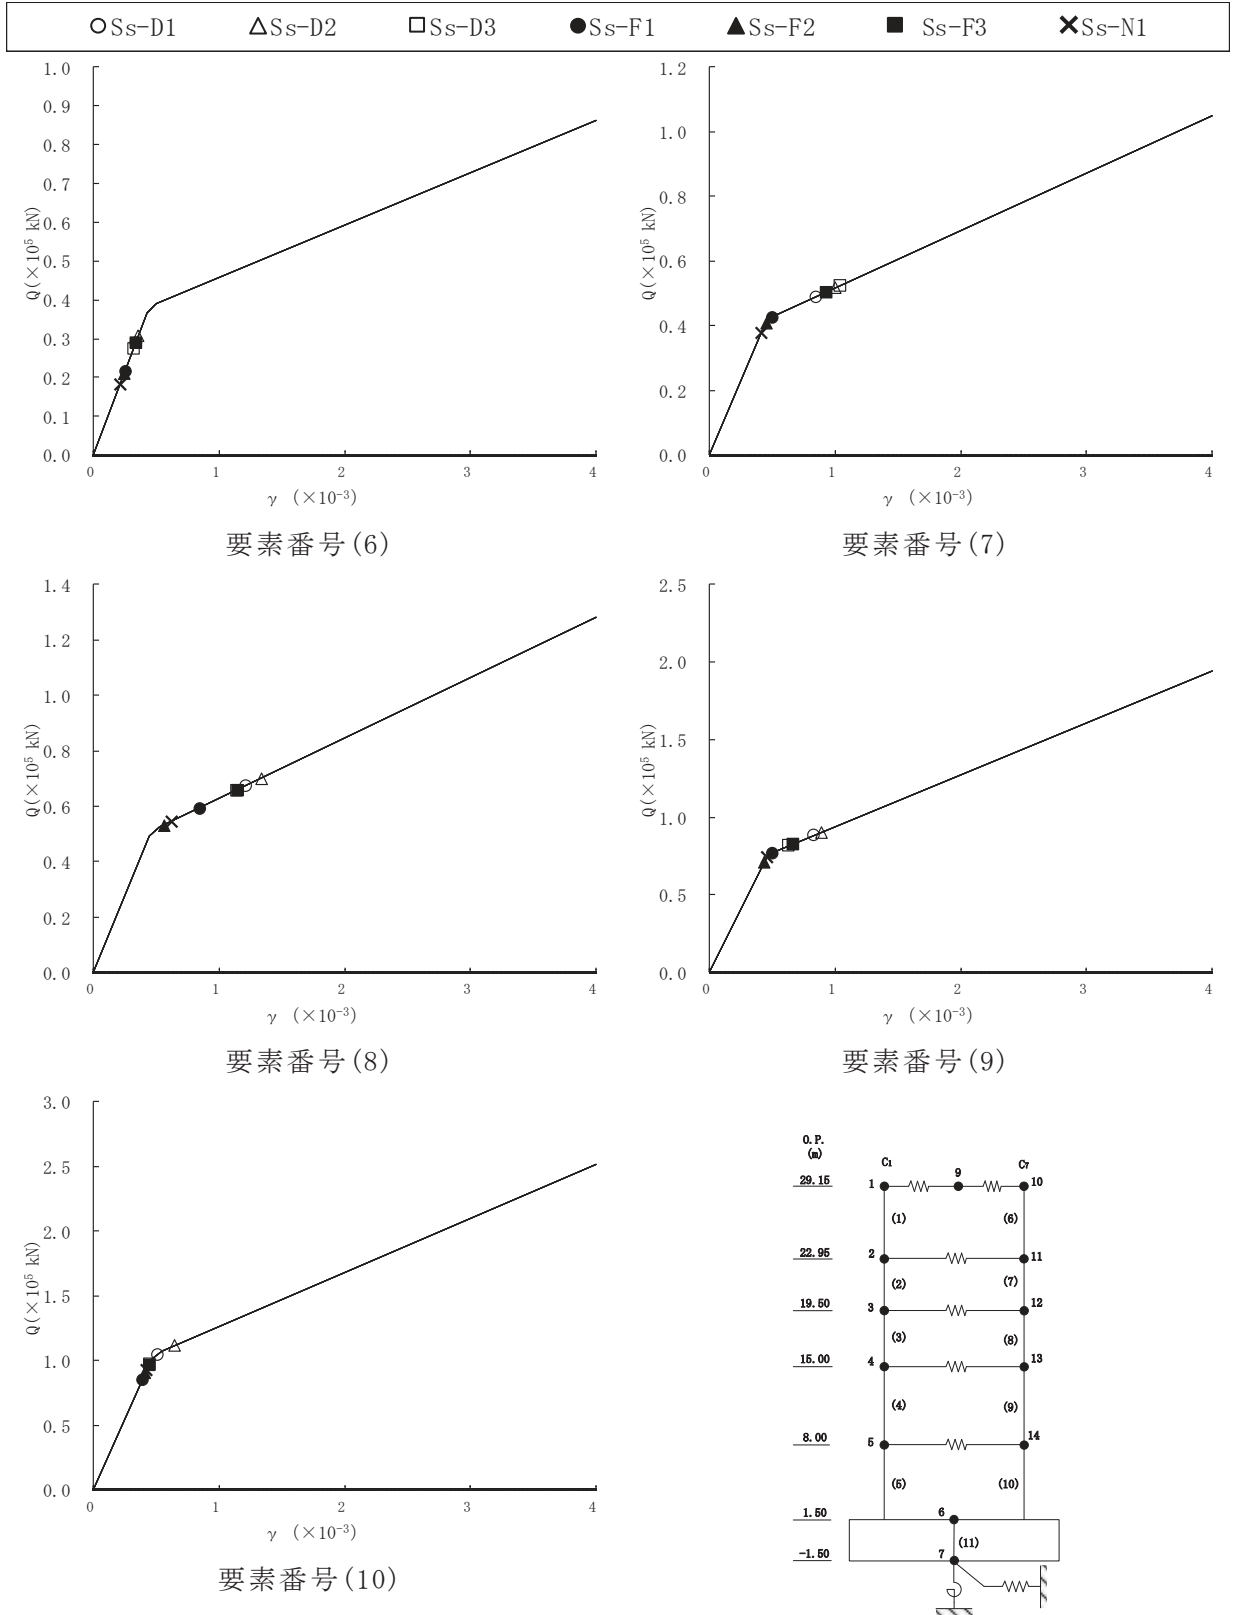 ○Ss-D1 △Ss-D2 □Ss-D3 ●Ss-F1 ▲Ss-F2 ■ Ss-F3 ×Ss-N1
1.0
0.9
0.8
0.7
0.6
0.5
0.4
0.3
0.2
0.1
0.0
Q(×10⁵ kN)
0 1 2 3 4
γ (×10⁻³)
要素番号(6)
1.2
1.0
0.8
0.6
0.4
0.2
0.0
Q(×10⁵ kN)
0 1 2 3 4
γ (×10⁻³)
要素番号(7)
1.4
1.2
1.0
0.8
0.6
0.4
0.2
0.0
Q(×10⁵ kN)
0 1 2 3 4
γ (×10⁻³)
要素番号(8)
2.5
2.0
1.5
1.0
0.5
0.0
Q(×10⁵ kN)
0 1 2 3 4
γ (×10⁻³)
要素番号(9)
3.0
2.5
2.0
1.5
1.0
0.5
0.0
Q(×10⁵ kN)
0 1 2 3 4
γ (×10⁻³)
要素番号(10)
O.P.
(m)
C₁ C₇
29.15 1 9 10
(1) (6)
22.95 2 11
(2) (7)
19.50 3 12
(3) (8)
15.00 4 13
(4) (9)
8.00 5 14
(5) (10)
1.50 6
(11)
-1.50 7